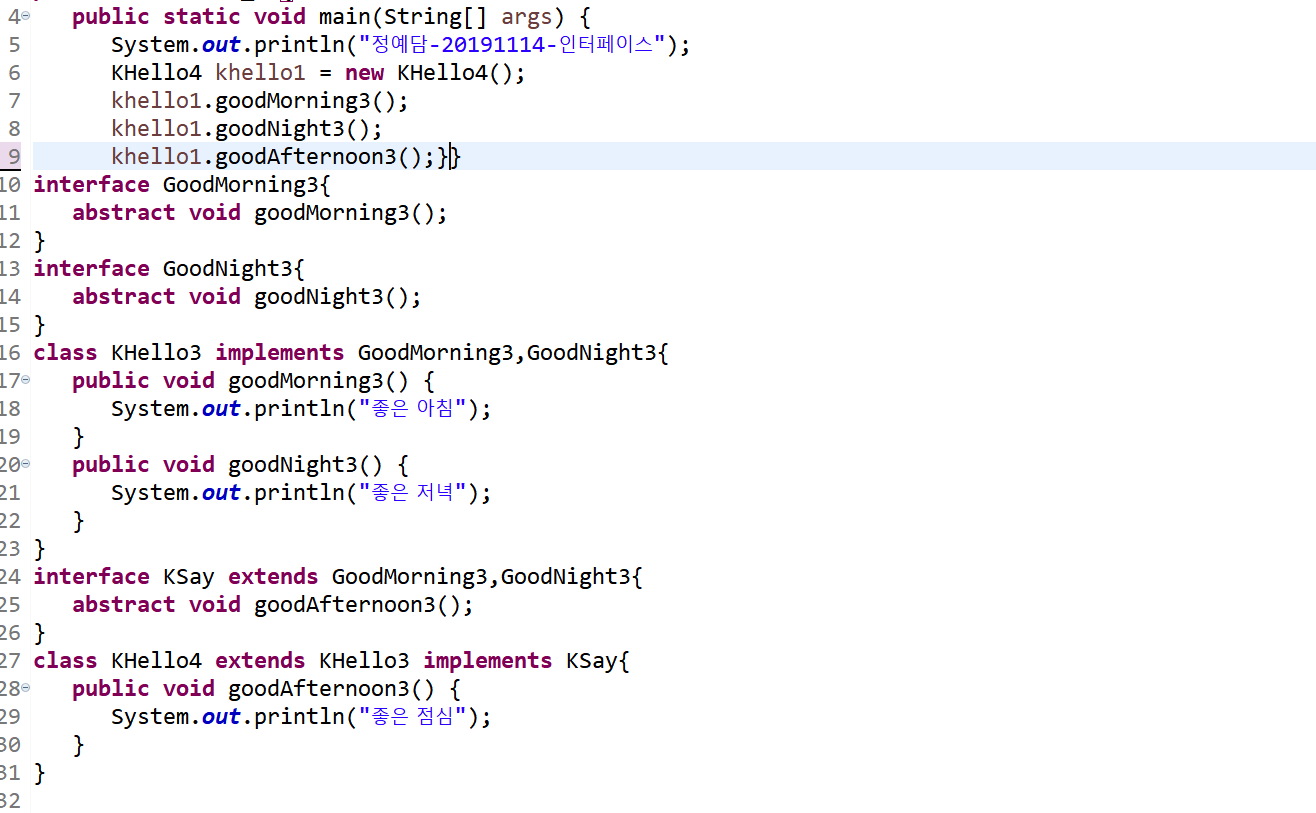 4 public static void main(String[] args) {
5 System.out.println("정예담-20191114-인터페이스");
6 KHello4 khello1 = new KHello4();
7 khello1.goodMorning3();
8 khello1.goodNight3();
9 khello1.goodAfternoon3();}}
10 interface GoodMorning3{
11 abstract void goodMorning3();
12 }
13 interface GoodNight3{
14 abstract void goodNight3();
15 }
16 class KHello3 implements GoodMorning3,GoodNight3{
17 public void goodMorning3() {
18 System.out.println("좋은 아침");
19 }
20 public void goodNight3() {
21 System.out.println("좋은 저녁");
22 }
23 }
24 interface KSay extends GoodMorning3,GoodNight3{
25 abstract void goodAfternoon3();
26 }
27 class KHello4 extends KHello3 implements KSay{
28 public void goodAfternoon3() {
29 System.out.println("좋은 점심");
30 }
31 }
32